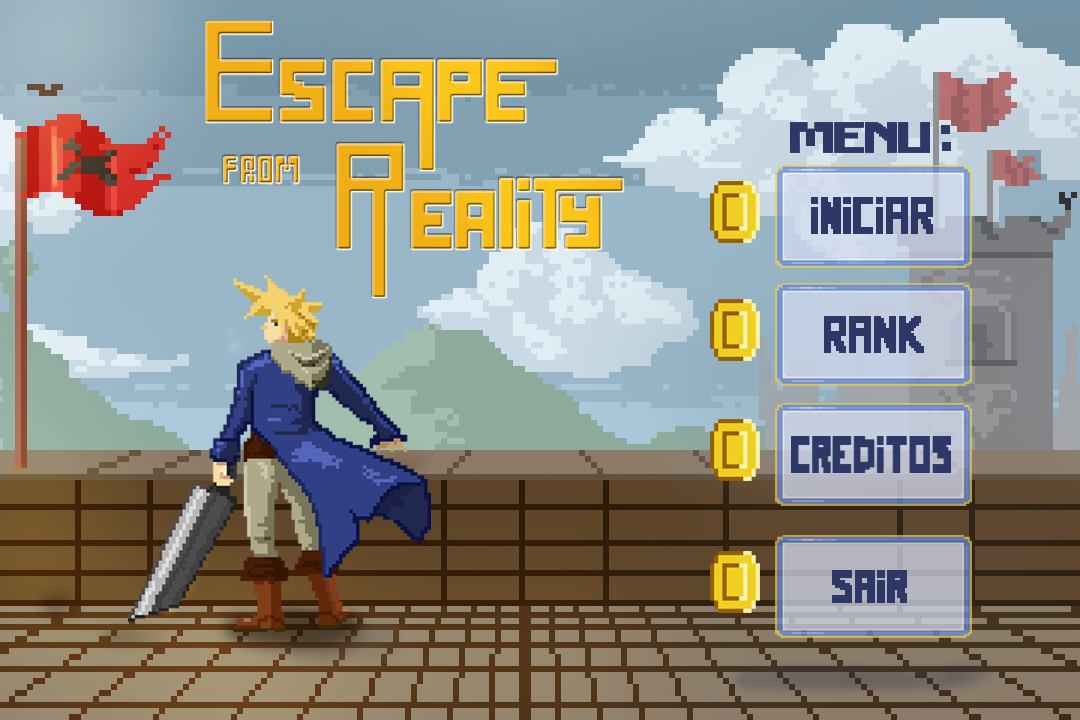 Escape
FROM
Reality
MENU:
iNiCiAR
RANK
CREDiTOS
SAiR